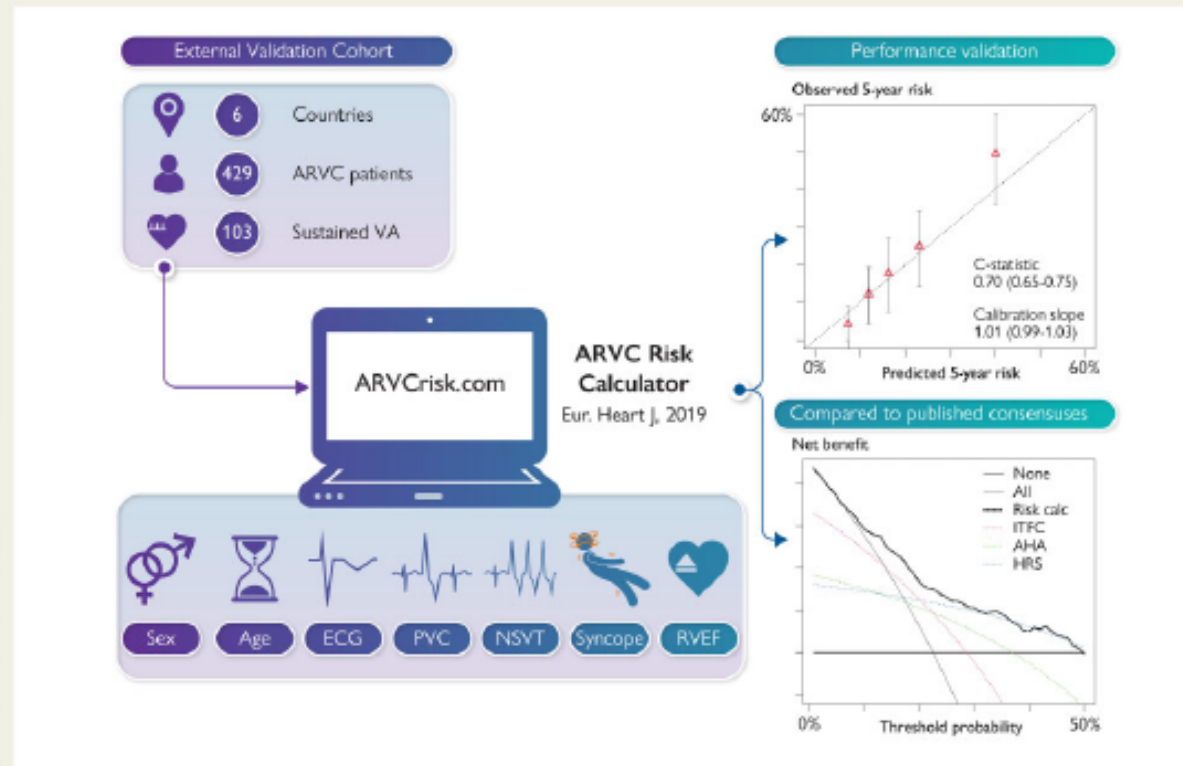 External Validation Cohort
6 Countries
429 ARVC patients
103 Sustained VA
ARVCrisk.com
ARVC Risk
Calculator
Eur. Heart J, 2019
Sex Age ECG PVC NSVT Syncope RVEF
Performance validation
Observed 5-year risk
60%
C-statistic
0.70 (0.65-0.75)
Calibration slope
1.01 (0.99-1.03)
0% Predicted 5-year risk 60%
Compared to published consensuses
Net benefit
None
All
Risk calc
ITFC
AHA
HRS
0% Threshold probability 50%